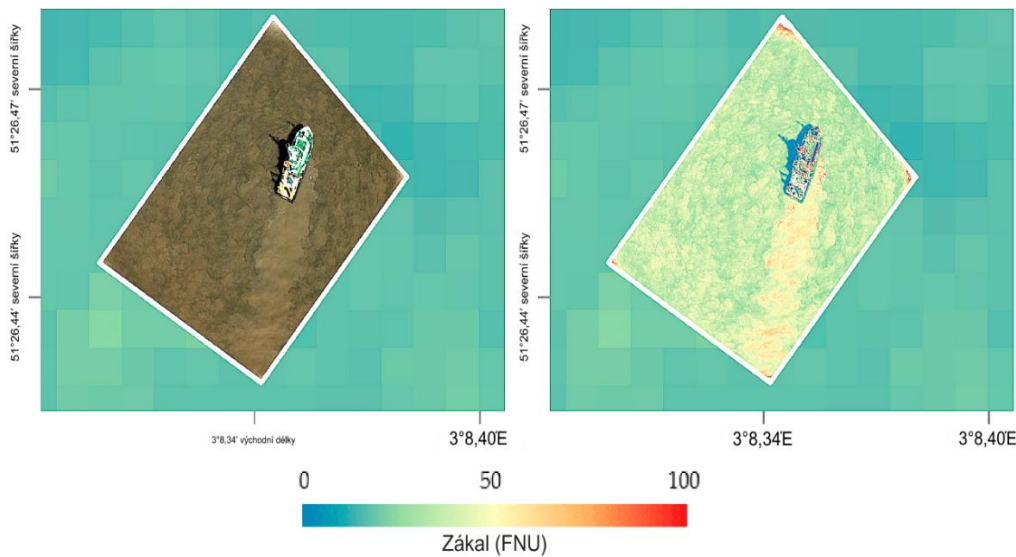 51°26,47′ severní šířky
51°26,44′ severní šířky
51°26,47′ severní šířky
51°26,44′ severní šířky
3°8,34′ východní délky
3°8,40'E
3°8,34'E
3°8,40'E
0 50 100
Zákal (FNU)